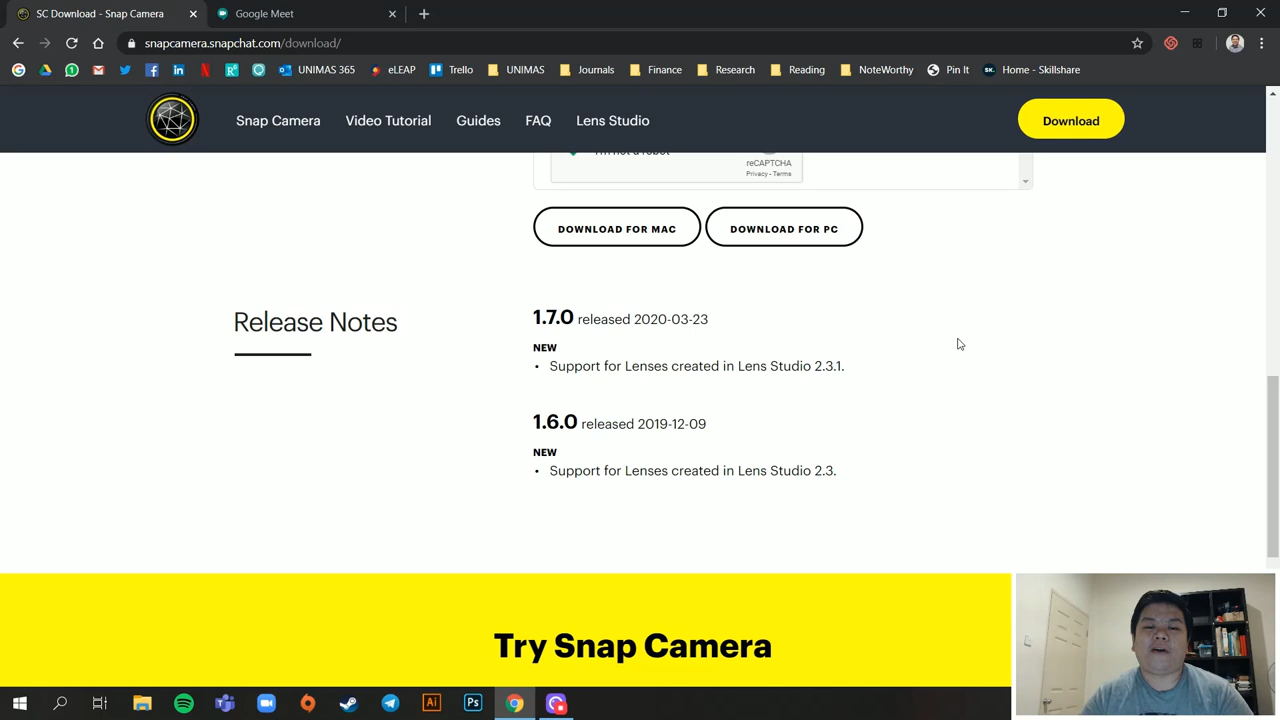 SC Download - Snap Camera
Google Meet
snapcamera.snapchat.com/download/
UNIMAS 365
eLEAP
Trello
UNIMAS
Journals
Finance
Research
Reading
NoteWorthy
Pin It
Home - Skillshare
Snap Camera
Video Tutorial
Guides
FAQ
Lens Studio
Download
reCAPTCHA
Privacy - Terms
DOWNLOAD FOR MAC
DOWNLOAD FOR PC
Release Notes
1.7.0 released 2020-03-23
NEW
• Support for Lenses created in Lens Studio 2.3.1.
1.6.0 released 2019-12-09
NEW
• Support for Lenses created in Lens Studio 2.3.
Try Snap Camera
Ai
Ps